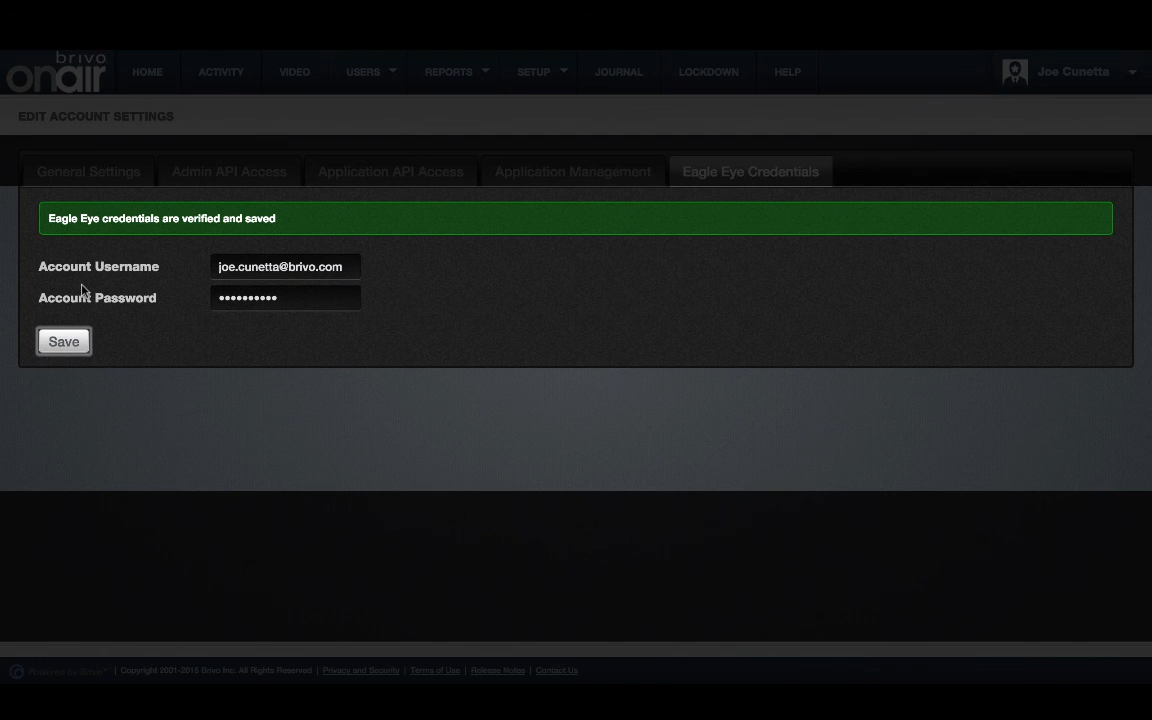 brivo
onair
HOME ACTIVITY VIDEO USERS REPORTS SETUP JOURNAL LOCKDOWN HELP Joe Cunetta
EDIT ACCOUNT SETTINGS
General Settings Admin API Access Application API Access Application Management Eagle Eye Credentials
Eagle Eye credentials are verified and saved
Account Username joe.cunetta@brivo.com
Account Password ••••••••••
Save
Powered by Brivo™ | Copyright 2001-2015 Brivo Inc. All Rights Reserved | Privacy and Security | Terms of Use | Release Notes | Contact Us